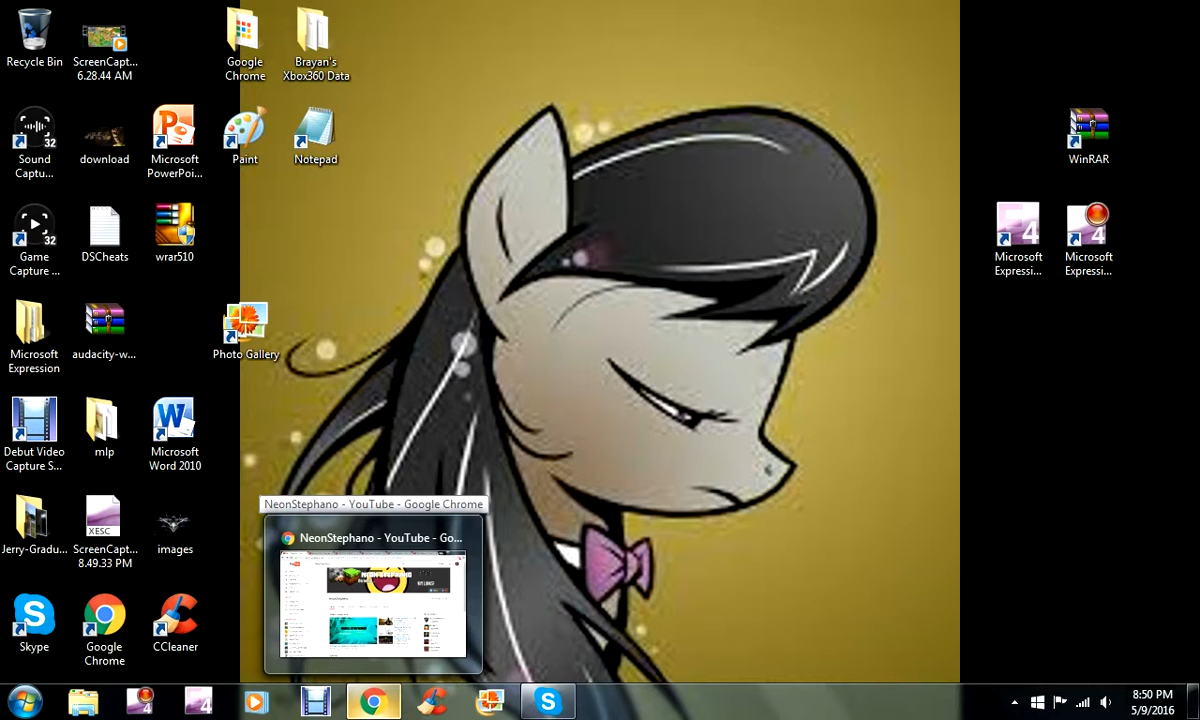 Recycle Bin
ScreenCapt...
6.28.44 AM
Google
Chrome
Brayan's
Xbox360 Data
32
Sound
Captu...
download
Microsoft
PowerPoi...
Paint
Notepad
WinRAR
32
Game
Capture ...
DSCheats
wrar510
4
Microsoft
Expressi...
4
Microsoft
Expressi...
Microsoft
Expression
audacity-w...
Photo Gallery
Debut Video
Capture S...
mlp
W
Microsoft
Word 2010
NeonStephano - YouTube - Google Chrome
NeonStephano - YouTube - Go...
Jerry-Gradu...
XESC
ScreenCapt...
8.49.33 PM
images
Skype
Google
Chrome
CCleaner
4
4
8:50 PM
5/9/2016